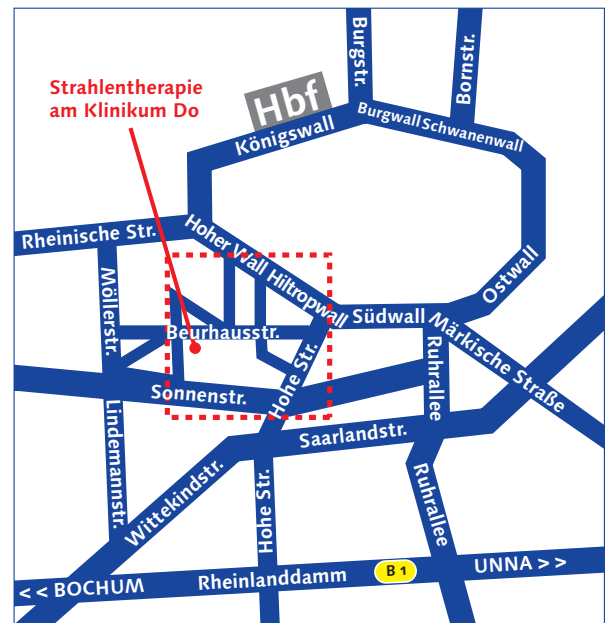 Burgstr.
Bornstr.
Strahlentherapie
am Klinikum Do
Hbf
Königswall
Burgwall
Schwanenwall
Rheinische Str.
Hoher Wall
Hiltropwall
Ostwall
Möllerstr.
Beurhausstr.
Südwall
Märkische Straße
Ruhrallee
Sonnenstr.
Hohe Str.
Lindemannstr.
Saarlandstr.
Wittekindstr.
Hohe Str.
Ruhrallee
<< BOCHUM
Rheinlanddamm
B 1
UNNA >>